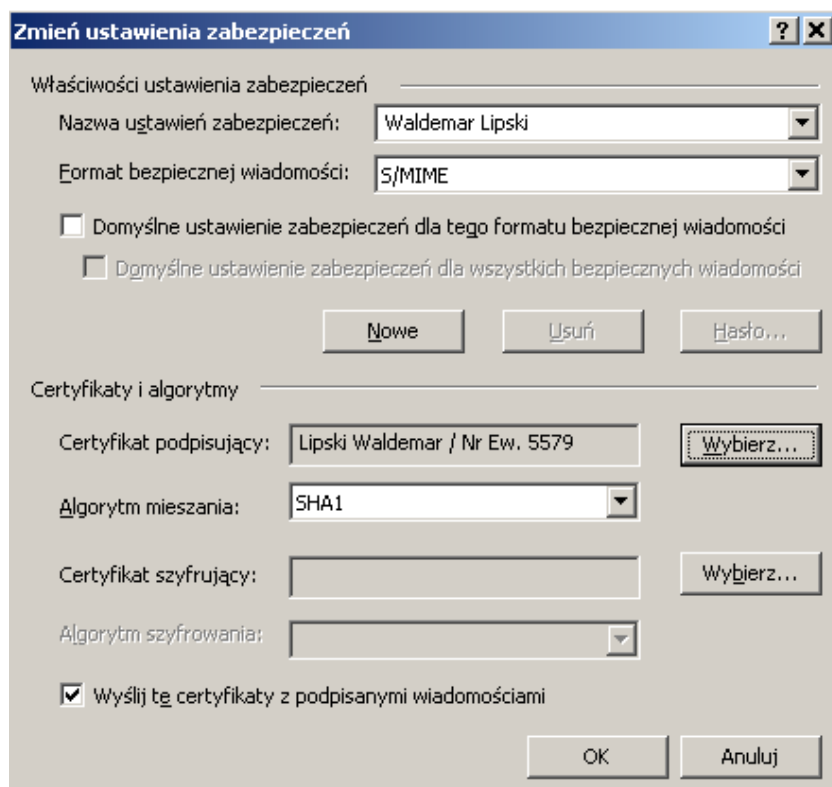 Zmień ustawienia zabezpieczeń
Właściwości ustawienia zabezpieczeń
Nazwa ustawień zabezpieczeń: Waldemar Lipski
Format bezpiecznej wiadomości: S/MIME
Domyślne ustawienie zabezpieczeń dla tego formatu bezpiecznej wiadomości
Domyślne ustawienie zabezpieczeń dla wszystkich bezpiecznych wiadomości
Nowe Usuń Hasło...
Certyfikaty i algorytmy
Certyfikat podpisujący: Lipski Waldemar / Nr Ew. 5579 Wybierz...
Algorytm mieszania: SHA1
Certyfikat szyfrujący: Wybierz...
Algorytm szyfrowania:
Wyślij te certyfikaty z podpisanymi wiadomościami
OK Anuluj